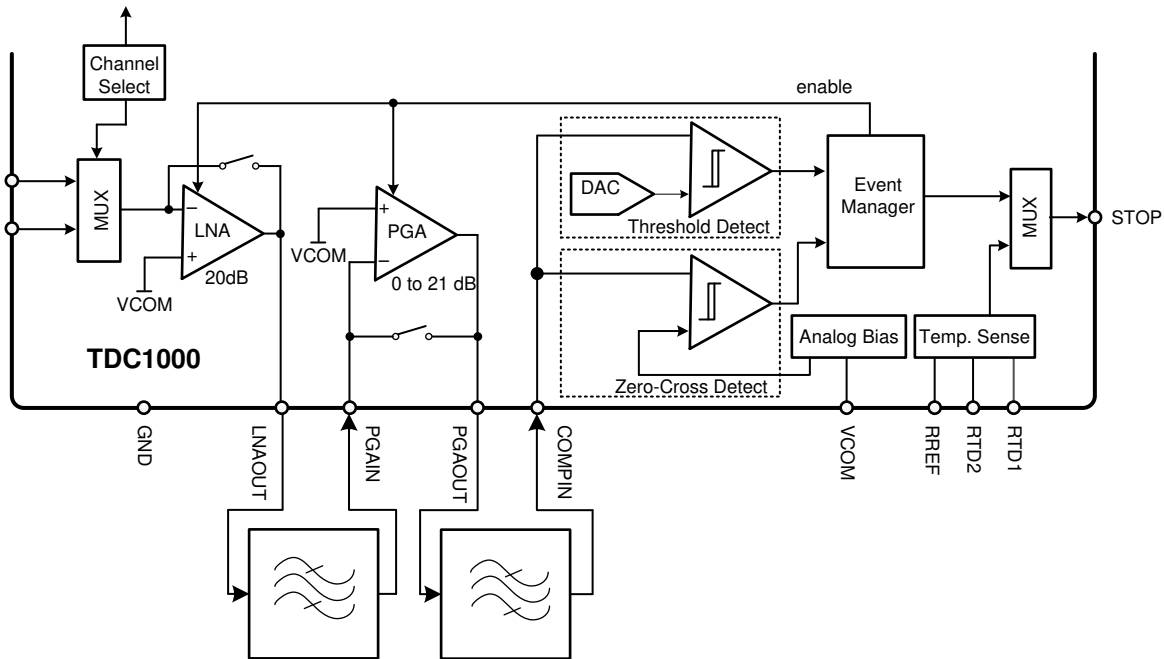 Channel
Select
enable
MUX
−
LNA
+
20dB
VCOM
+
PGA
−
VCOM
0 to 21 dB
DAC
Threshold Detect
Zero-Cross Detect
Event
Manager
MUX
STOP
Analog Bias
Temp. Sense
TDC1000
GND
LNAOUT
PGAIN
PGAOUT
COMPIN
VCOM
RREF
RTD2
RTD1